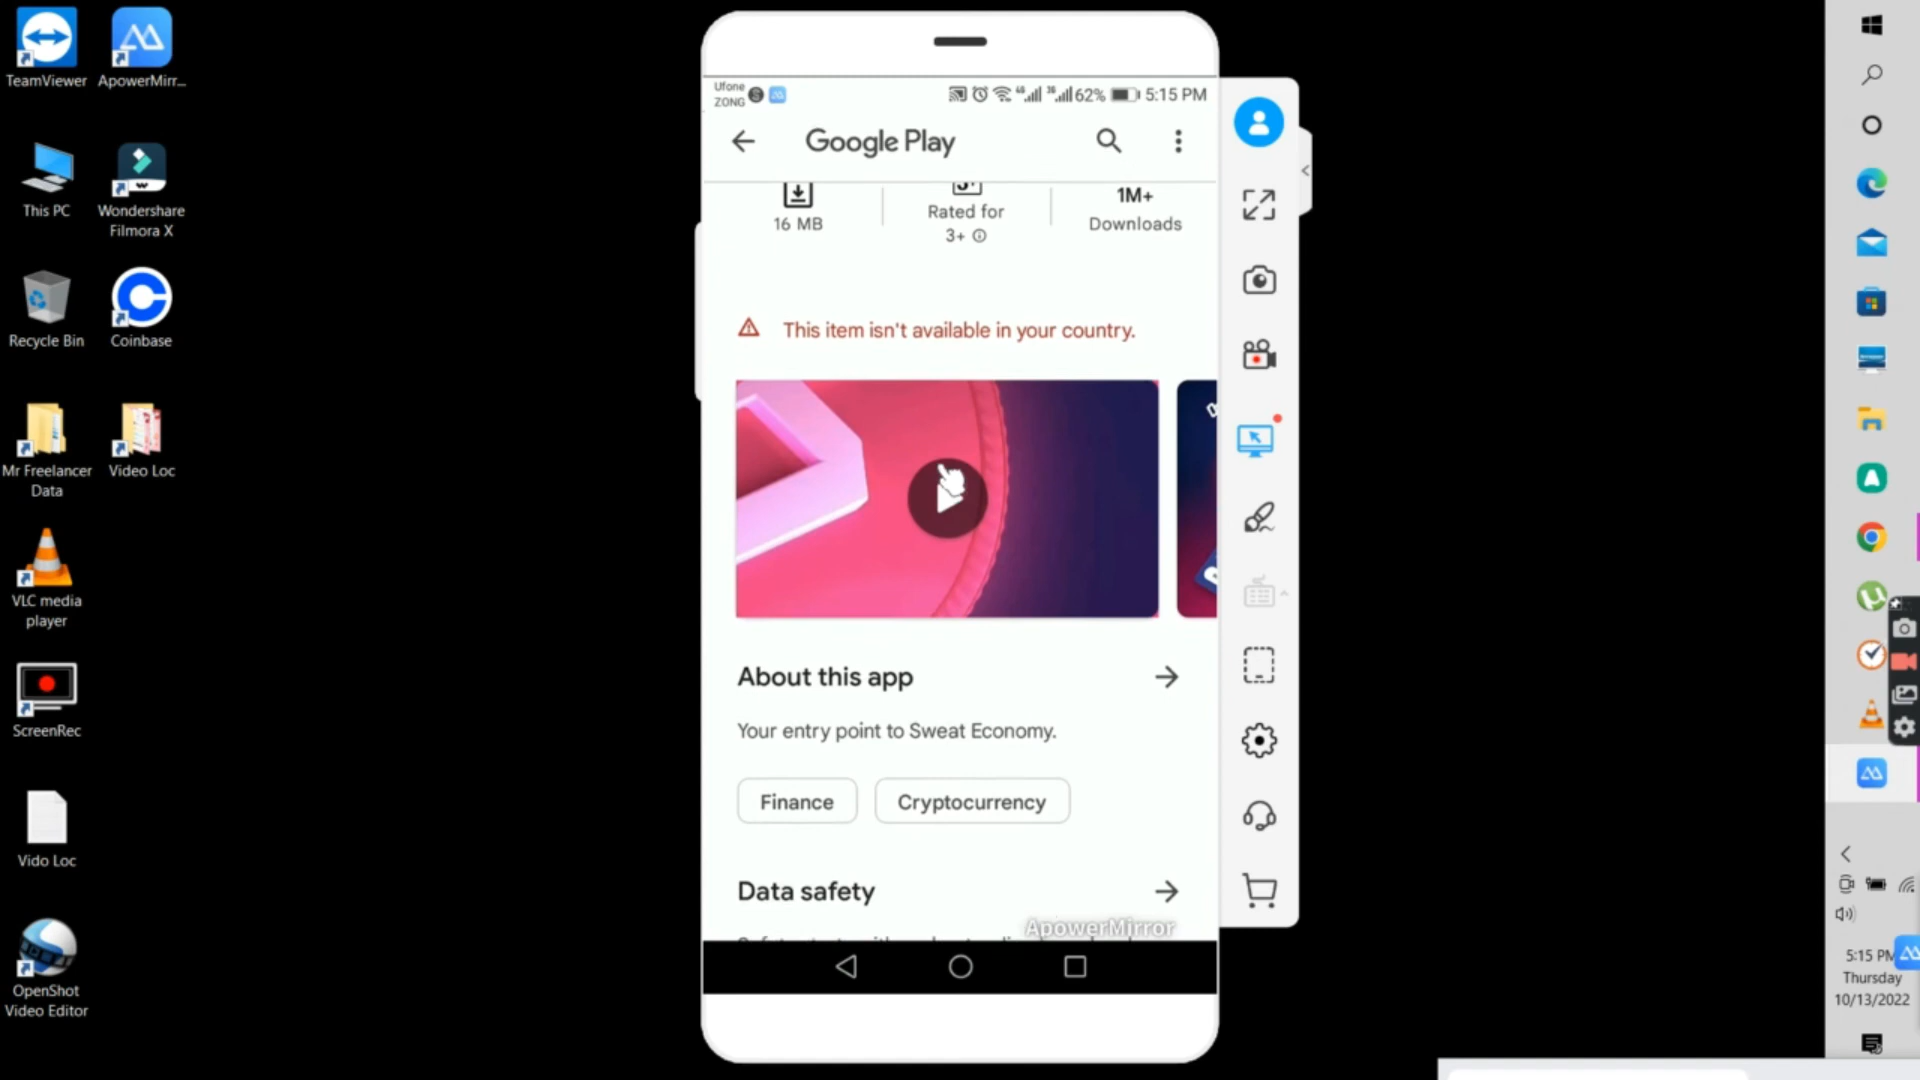 TeamViewer
ApowerMirr...
This PC
Wondershare
Filmora X
Recycle Bin
Coinbase
Mr Freelancer
Data
Video Loc
VLC media
player
ScreenRec
Vido Loc
OpenShot
Video Editor
Ufone
ZONG
4G
3G
62%
5:15 PM
Google Play
16 MB
Rated for
3+
1M+
Downloads
This item isn't available in your country.
About this app
Your entry point to Sweat Economy.
Finance
Cryptocurrency
Data safety
ApowerMirror
5:15 PM
Thursday
10/13/2022